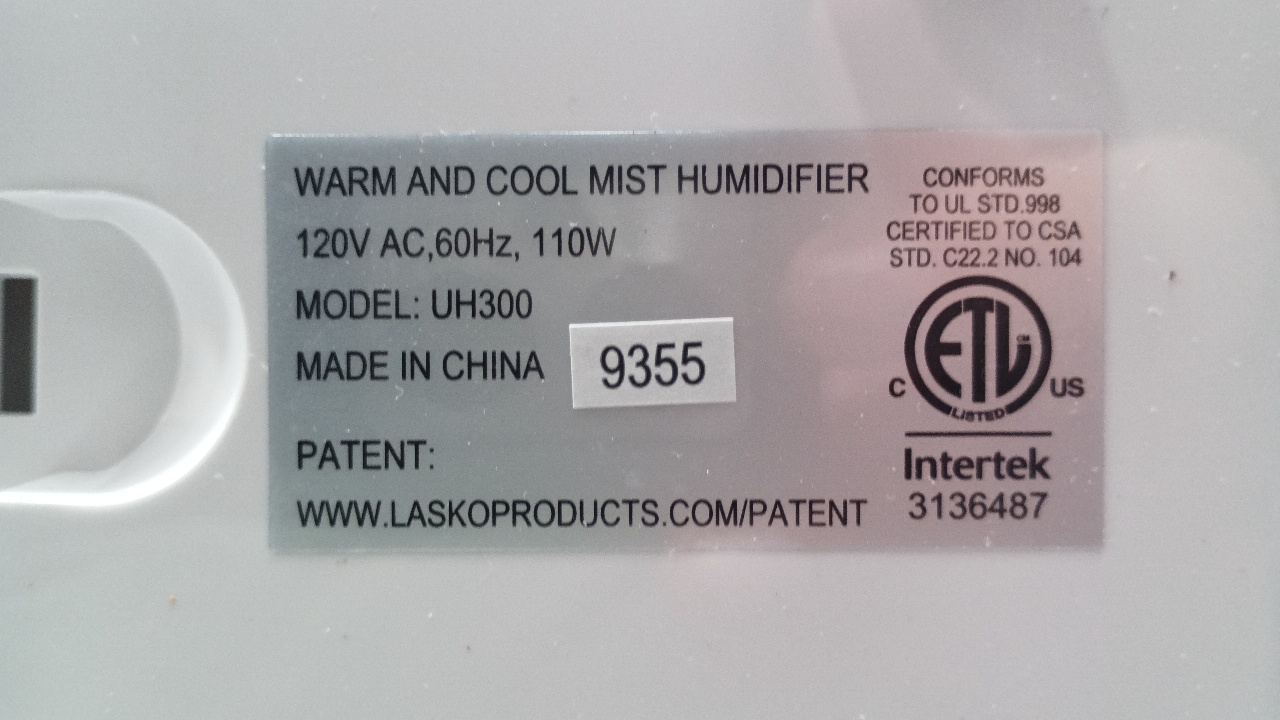 WARM AND COOL MIST HUMIDIFIER
120V AC,60Hz, 110W
MODEL: UH300
MADE IN CHINA
9355
PATENT:
WWW.LASKOPRODUCTS.COM/PATENT
CONFORMS
TO UL STD.998
CERTIFIED TO CSA
STD. C22.2 NO. 104
ETL CM
C US
LISTED
Intertek
3136487